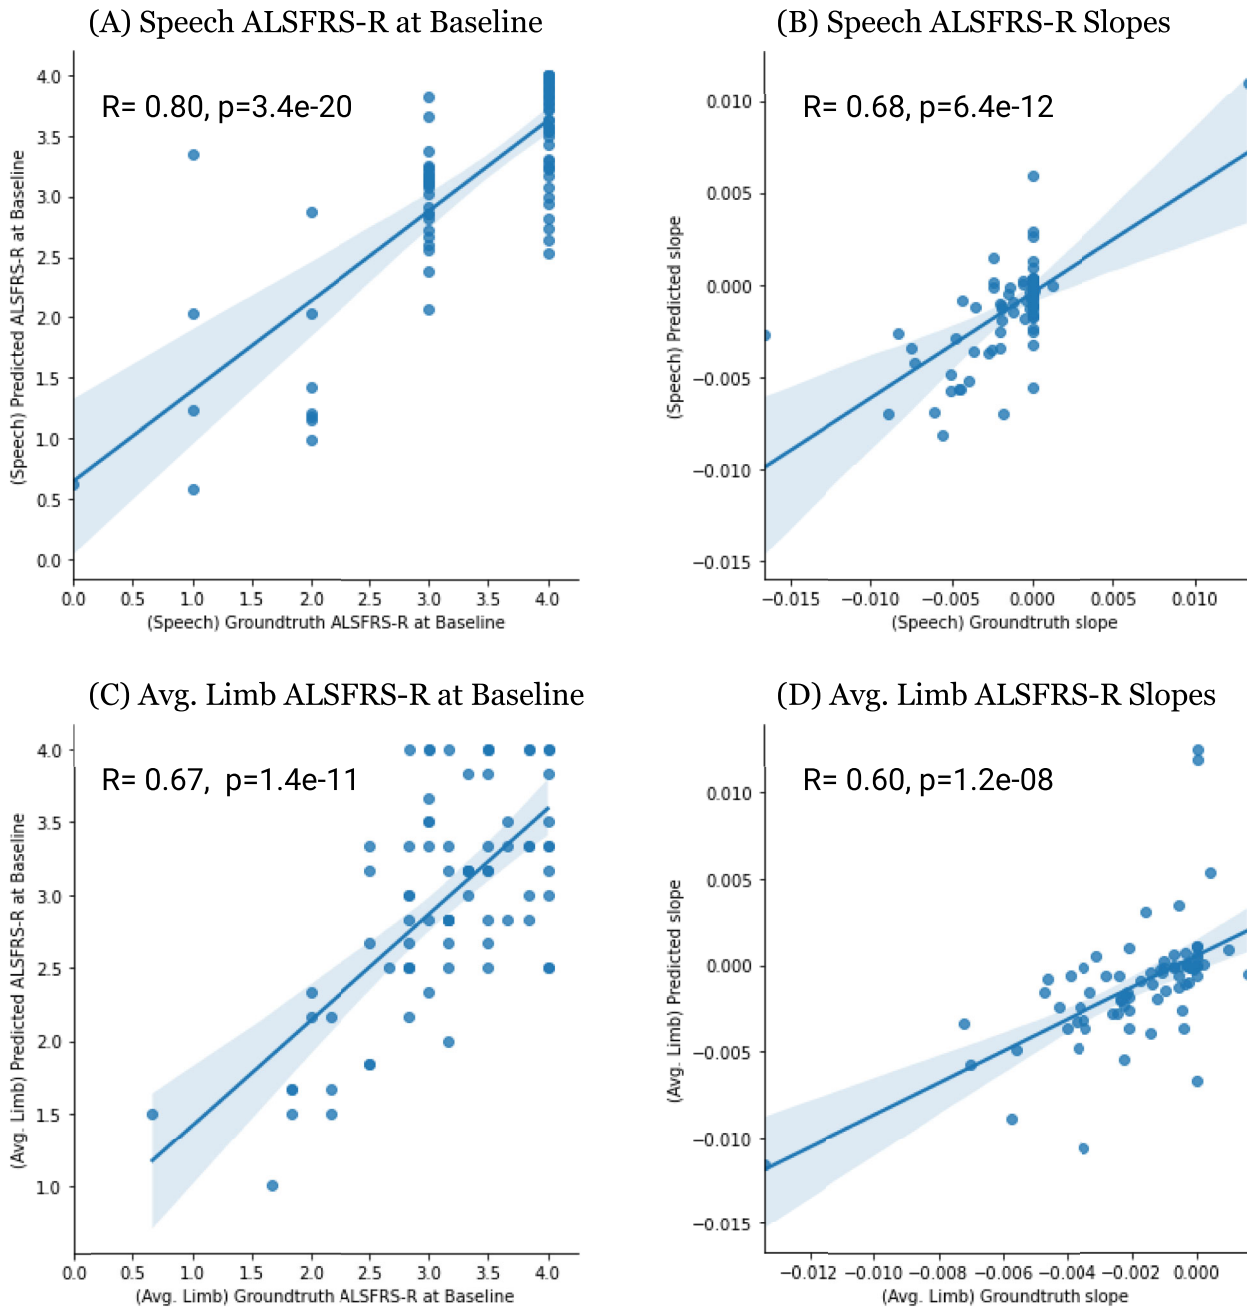 (A) Speech ALSFRS-R at Baseline
R= 0.80, p=3.4e-20
(Speech) Predicted ALSFRS-R at Baseline
4.0
3.5
3.0
2.5
2.0
1.5
1.0
0.5
0.0
0.0 0.5 1.0 1.5 2.0 2.5 3.0 3.5 4.0
(Speech) Groundtruth ALSFRS-R at Baseline
(B) Speech ALSFRS-R Slopes
R= 0.68, p=6.4e-12
(Speech) Predicted slope
0.010
0.005
0.000
−0.005
−0.010
−0.015
−0.015 −0.010 −0.005 0.000 0.005 0.010
(Speech) Groundtruth slope
(C) Avg. Limb ALSFRS-R at Baseline
R= 0.67, p=1.4e-11
(Avg. Limb) Predicted ALSFRS-R at Baseline
4.0
3.5
3.0
2.5
2.0
1.5
1.0
0.0 0.5 1.0 1.5 2.0 2.5 3.0 3.5 4.0
(Avg. Limb) Groundtruth ALSFRS-R at Baseline
(D) Avg. Limb ALSFRS-R Slopes
R= 0.60, p=1.2e-08
(Avg. Limb) Predicted slope
0.010
0.005
0.000
−0.005
−0.010
−0.015
−0.012 −0.010 −0.008 −0.006 −0.004 −0.002 0.000
(Avg. Limb) Groundtruth slope